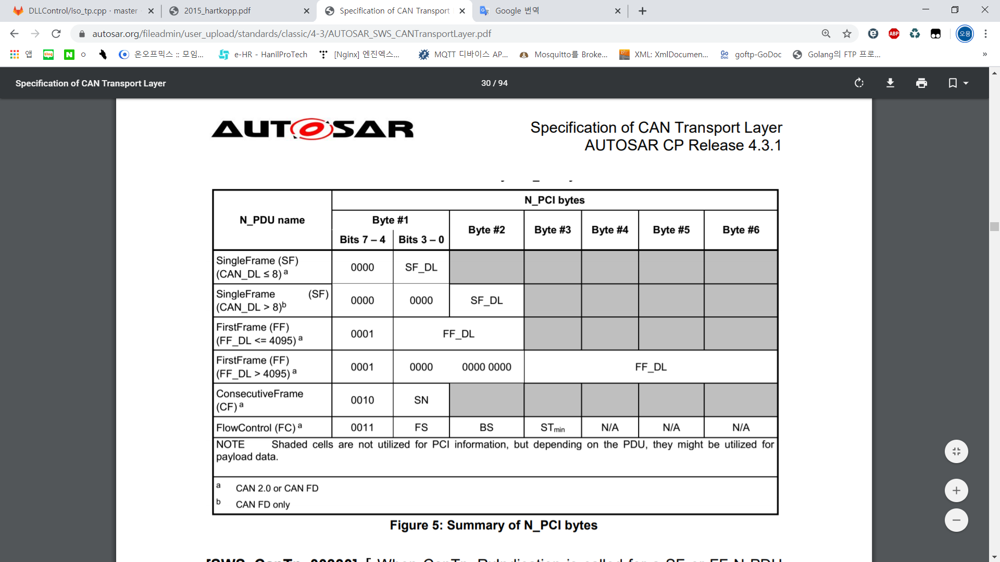 DLLControl/iso_tp.cpp · master
2015_hartkopp.pdf
Specification of CAN Transport
Google 번역
autosar.org/fileadmin/user_upload/standards/classic/4-3/AUTOSAR_SWS_CANTransportLayer.pdf
ABP
오용
앱
blog
N
온오프믹스 :: 모임...
e-HR - HanilProTech
[Nginx] 엔진엑스...
MQTT 디바이스 AP...
Mosquitto를 Broke...
XML: XmlDocumen...
GO DOC
goftp-GoDoc
Golang의 FTP 프로...
»
Specification of CAN Transport Layer
30 / 94
AUTOSAR
Specification of CAN Transport Layer
AUTOSAR CP Release 4.3.1
N_PDU name
N_PCI bytes
Byte #1
Byte #2
Byte #3
Byte #4
Byte #5
Byte #6
Bits 7 – 4
Bits 3 – 0
SingleFrame (SF)
(CAN_DL ≤ 8) a
0000
SF_DL
SingleFrame (SF)
(CAN_DL > 8)b
0000
0000
SF_DL
FirstFrame (FF)
(FF_DL <= 4095) a
0001
FF_DL
FirstFrame (FF)
(FF_DL > 4095) a
0001
0000
0000 0000
FF_DL
ConsecutiveFrame
(CF) a
0010
SN
FlowControl (FC) a
0011
FS
BS
STmin
N/A
N/A
N/A
NOTE Shaded cells are not utilized for PCI information, but depending on the PDU, they might be utilized for
payload data.
a CAN 2.0 or CAN FD
b CAN FD only
Figure 5: Summary of N_PCI bytes